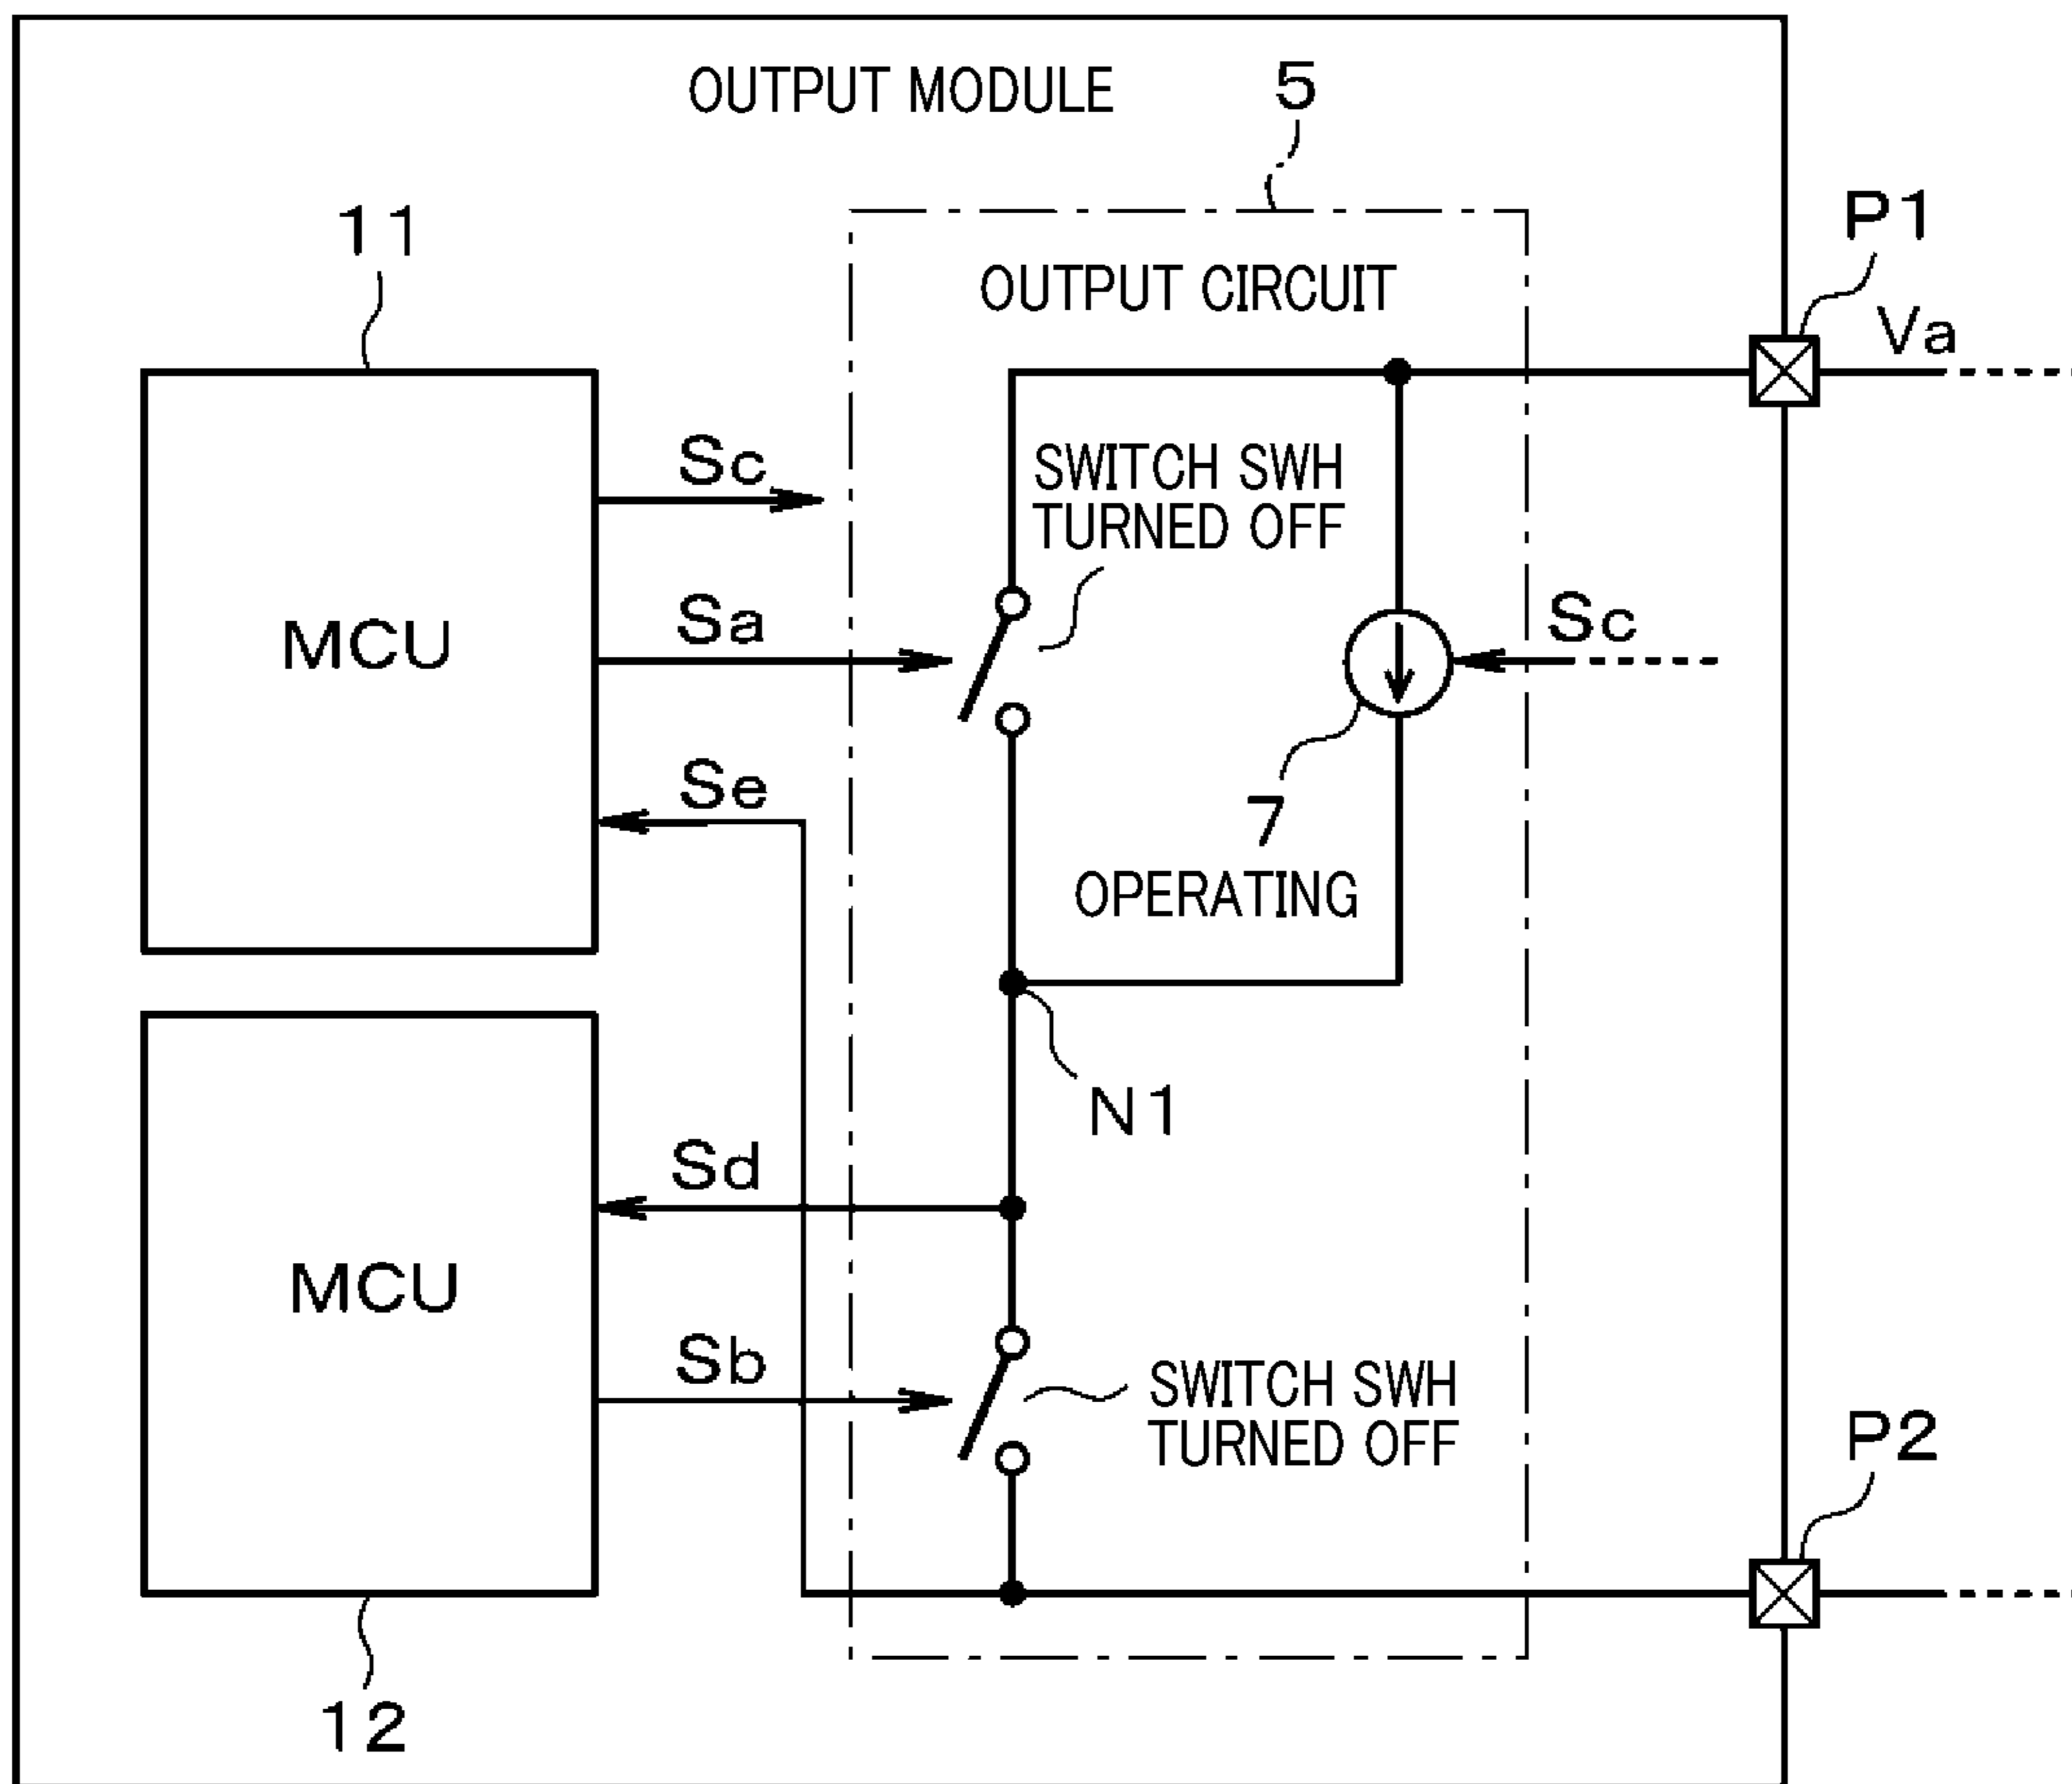 OUTPUT MODULE
5
11
P1
OUTPUT CIRCUIT
Va
Sc
SWITCH SWH
TURNED OFF
Sa
Sc
MCU
Se
7
OPERATING
N1
Sd
MCU
Sb
SWITCH SWH
TURNED OFF
P2
12